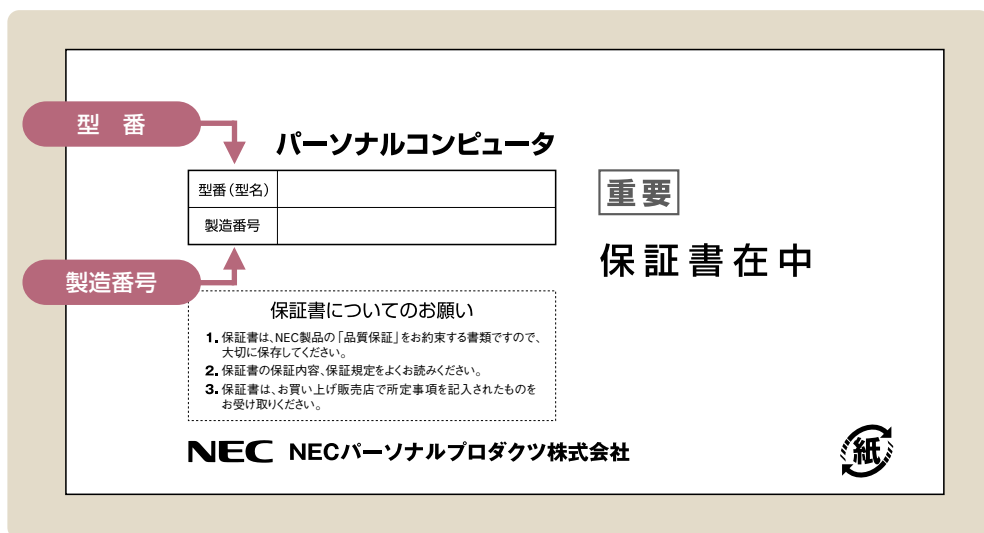 型 番
パーソナルコンピュータ
型番(型名)
製造番号
製造番号
重要
保証書在中
保証書についてのお願い
1. 保証書は、NEC製品の「品質保証」をお約束する書類ですので、
大切に保存してください。
2. 保証書の保証内容、保証規定をよくお読みください。
3. 保証書は、お買い上げ販売店で所定事項を記入されたものを
お受け取りください。
NEC NECパーソナルプロダクツ株式会社
紙